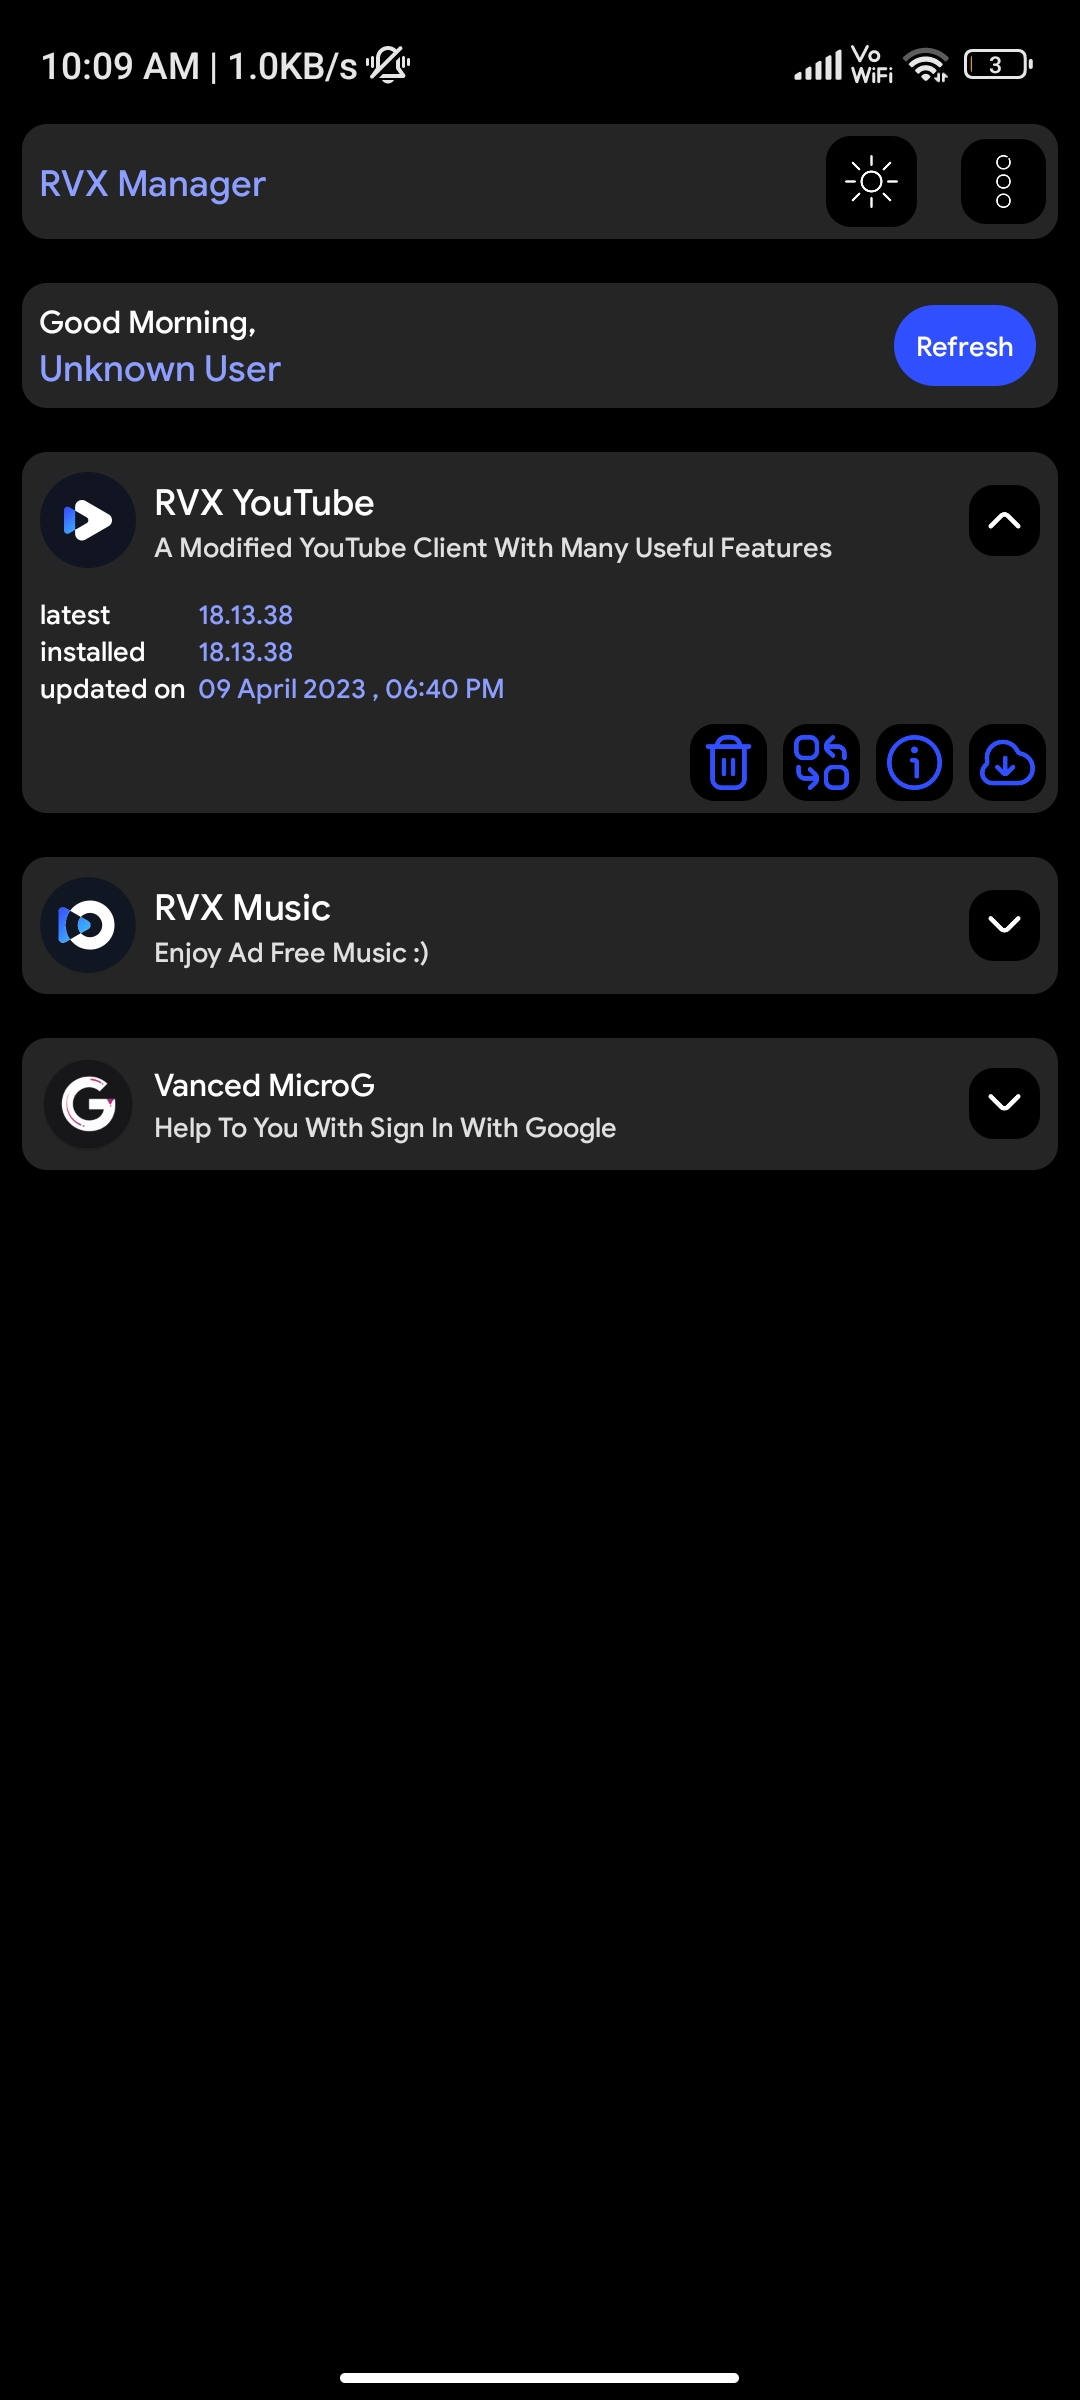 10:09 AM | 1.0KB/s
Vo
WiFi
3
RVX Manager
Good Morning,
Unknown User
Refresh
RVX YouTube
A Modified YouTube Client With Many Useful Features
latest 18.13.38
installed 18.13.38
updated on 09 April 2023 , 06:40 PM
RVX Music
Enjoy Ad Free Music :)
Vanced MicroG
Help To You With Sign In With Google